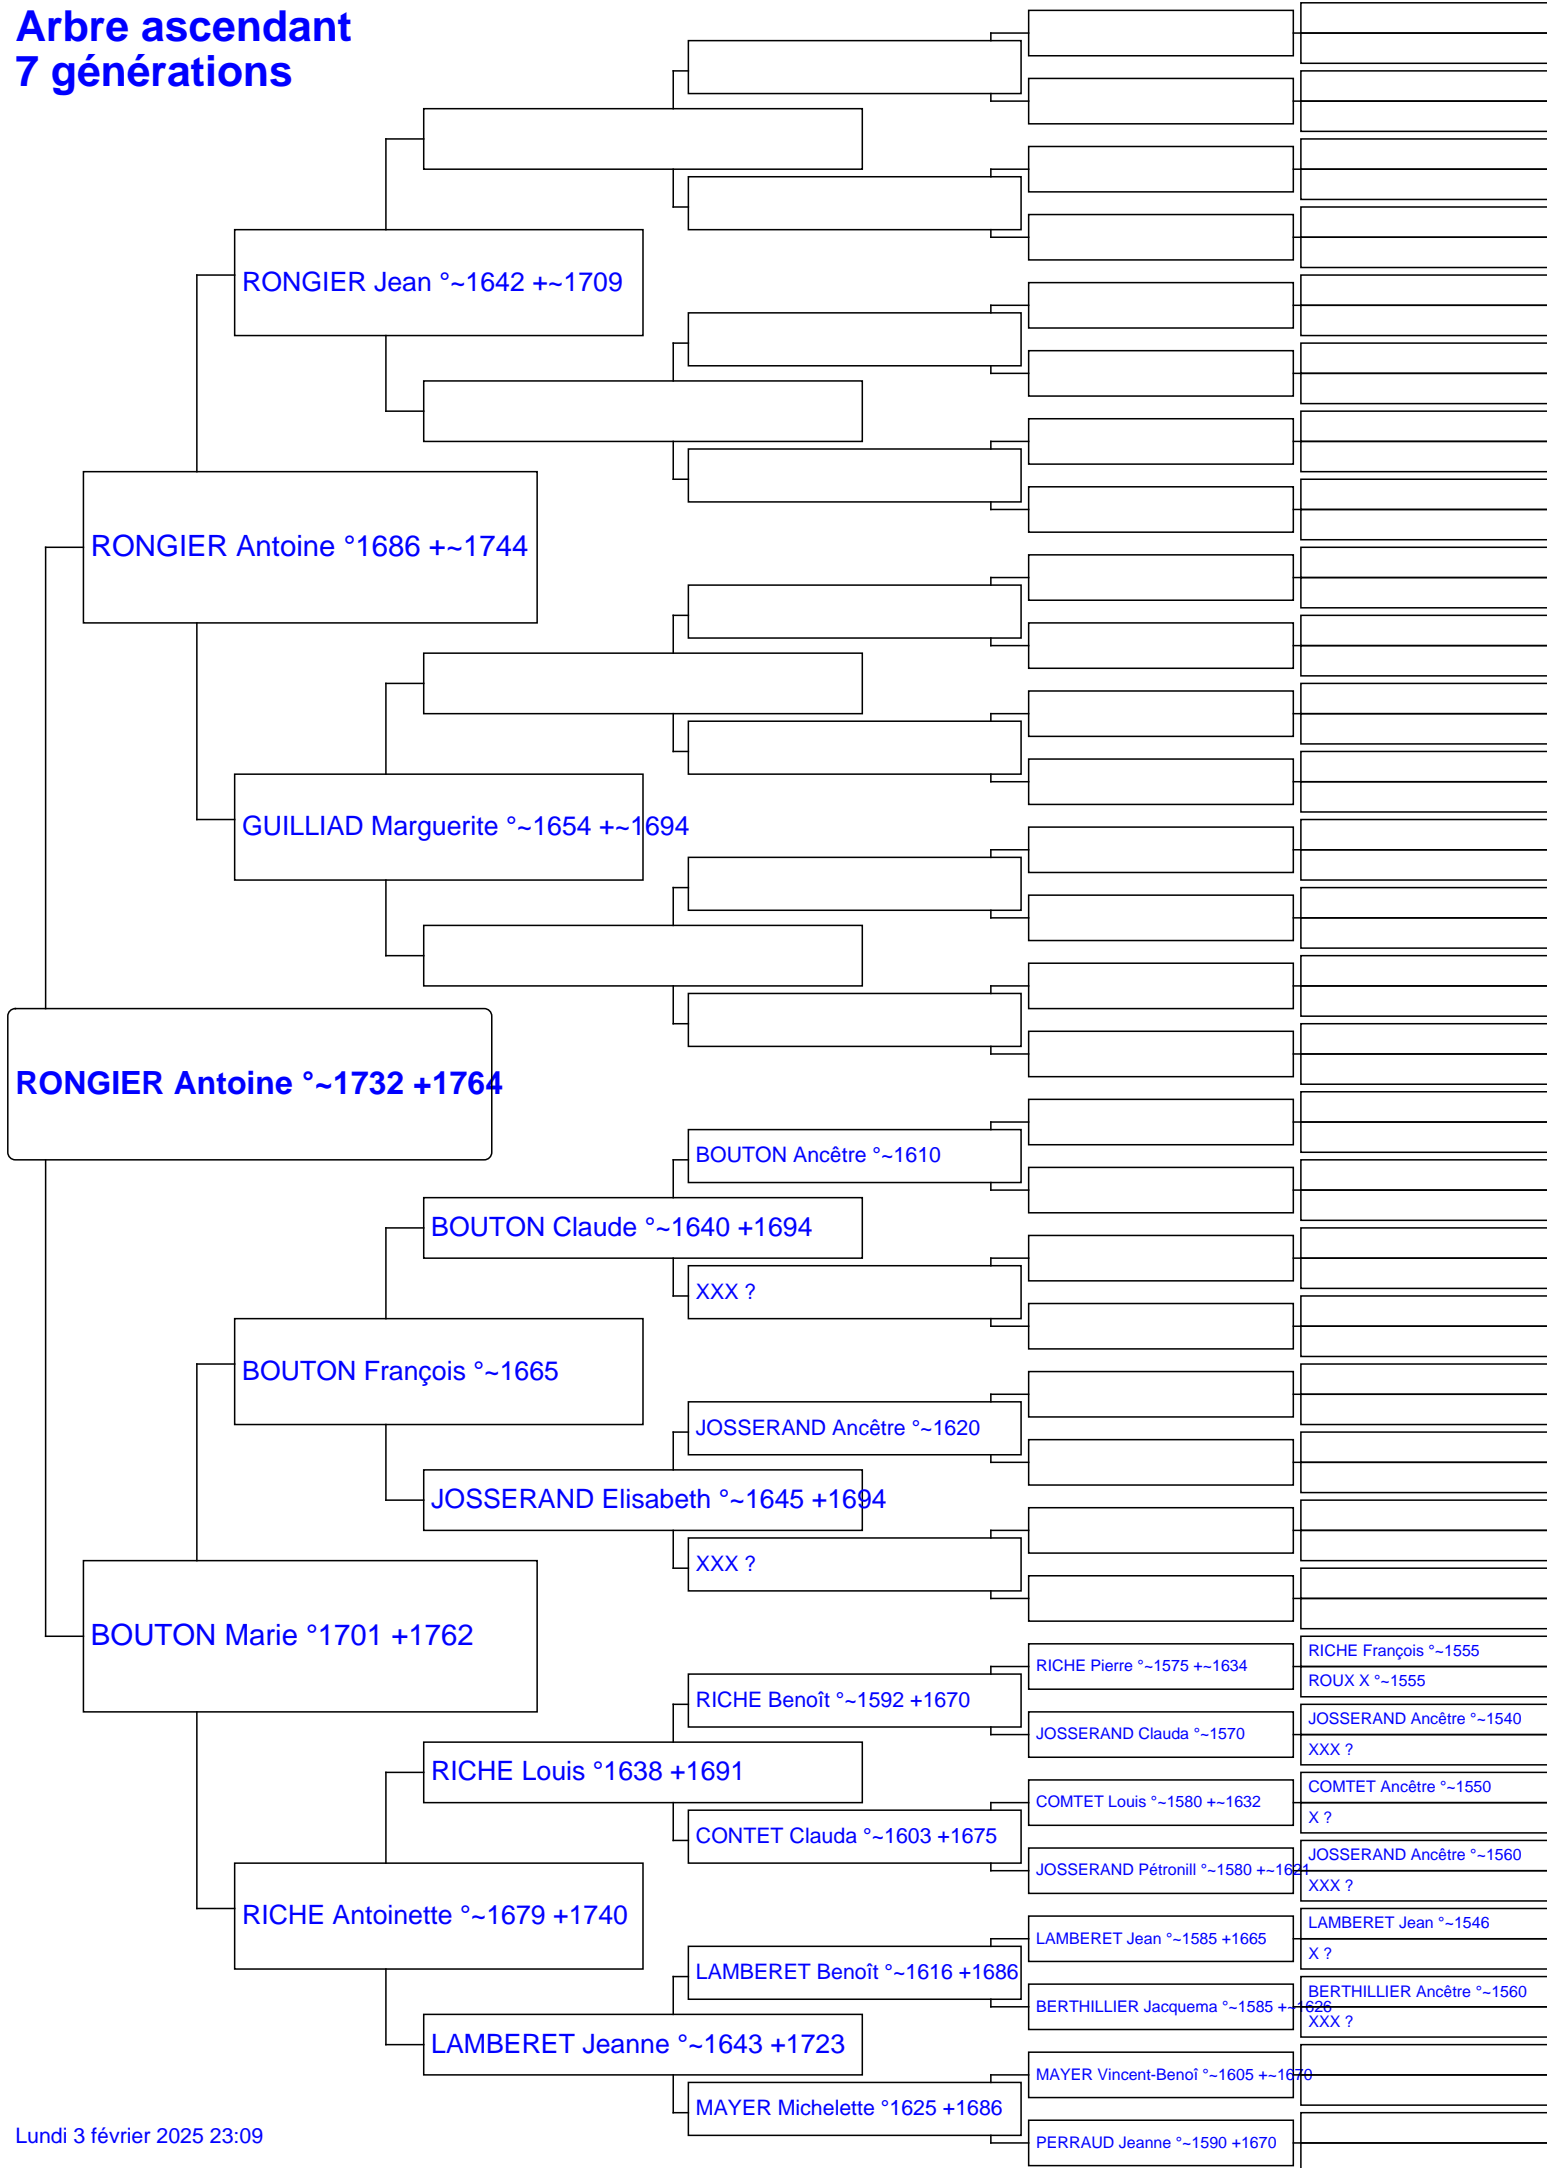 Arbre ascendant
7 générations
RONGIER Jean °~1642 +~1709
RONGIER Antoine °1686 +~1744
GUILLIAD Marguerite °~1654 +~1694
RONGIER Antoine °~1732 +1764
BOUTON Ancêtre °~1610
BOUTON Claude °~1640 +1694
XXX ?
BOUTON François °~1665
JOSSERAND Ancêtre °~1620
JOSSERAND Elisabeth °~1645 +1694
XXX ?
BOUTON Marie °1701 +1762
RICHE François °~1555
RICHE Pierre °~1575 +~1634
ROUX X °~1555
RICHE Benoît °~1592 +1670
JOSSERAND Ancêtre °~1540
JOSSERAND Clauda °~1570
XXX ?
RICHE Louis °1638 +1691
COMTET Ancêtre °~1550
COMTET Louis °~1580 +~1632
X ?
CONTET Clauda °~1603 +1675
JOSSERAND Ancêtre °~1560
JOSSERAND Pétronill °~1580 +~1621
XXX ?
RICHE Antoinette °~1679 +1740
LAMBERET Jean °~1546
LAMBERET Jean °~1585 +1665
X ?
LAMBERET Benoît °~1616 +1686
BERTHILLIER Ancêtre °~1560
BERTHILLIER Jacquema °~1585 +~1626
XXX ?
LAMBERET Jeanne °~1643 +1723
MAYER Vincent-Benoî °~1605 +~1670
MAYER Michelette °1625 +1686
PERRAUD Jeanne °~1590 +1670
Lundi 3 février 2025 23:09